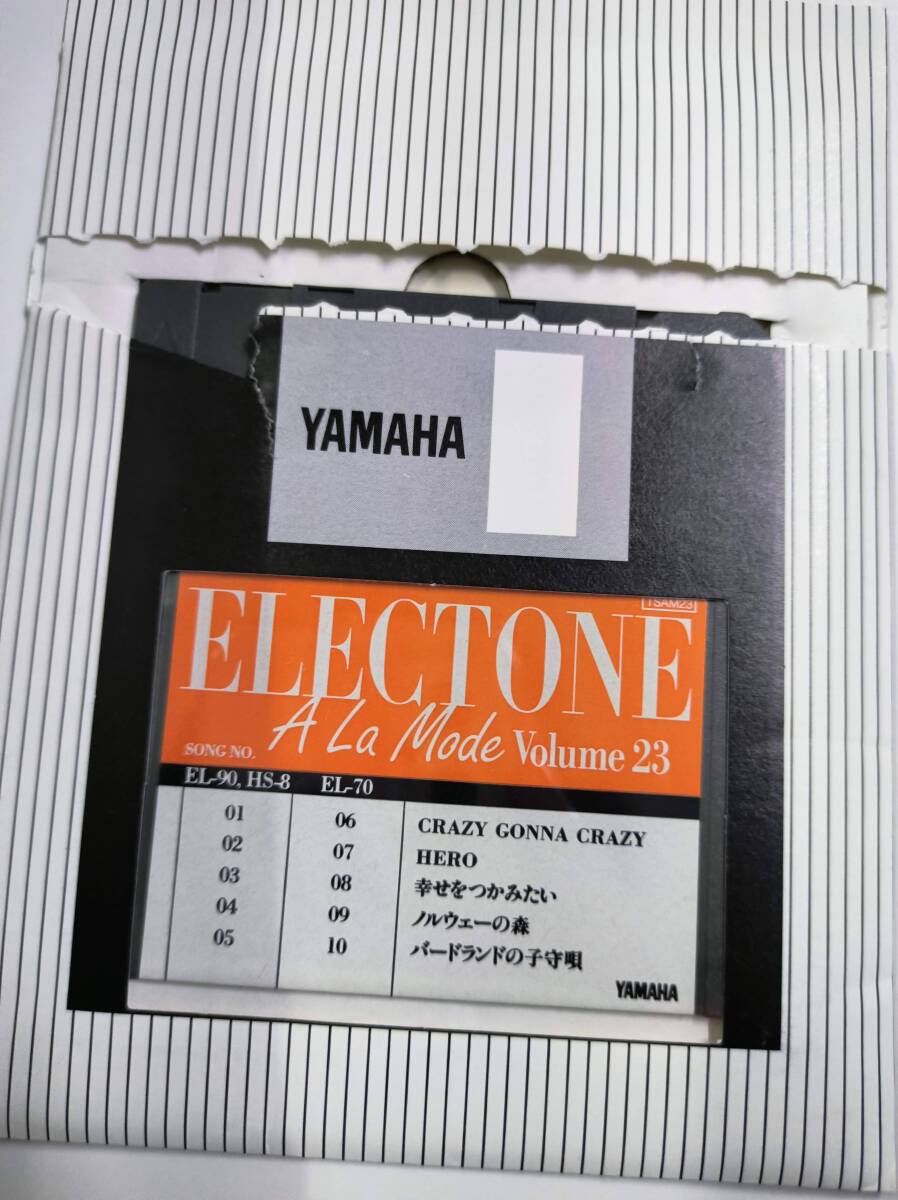 YAMAHA
TSAM23
ELECTONE
A La Mode Volume 23
SONG NO.
EL-90, HS-8 EL-70
01 06 CRAZY GONNA CRAZY
02 07 HERO
03 08 幸せをつかみたい
04 09 ノルウェーの森
05 10 バードランドの子守唄
YAMAHA